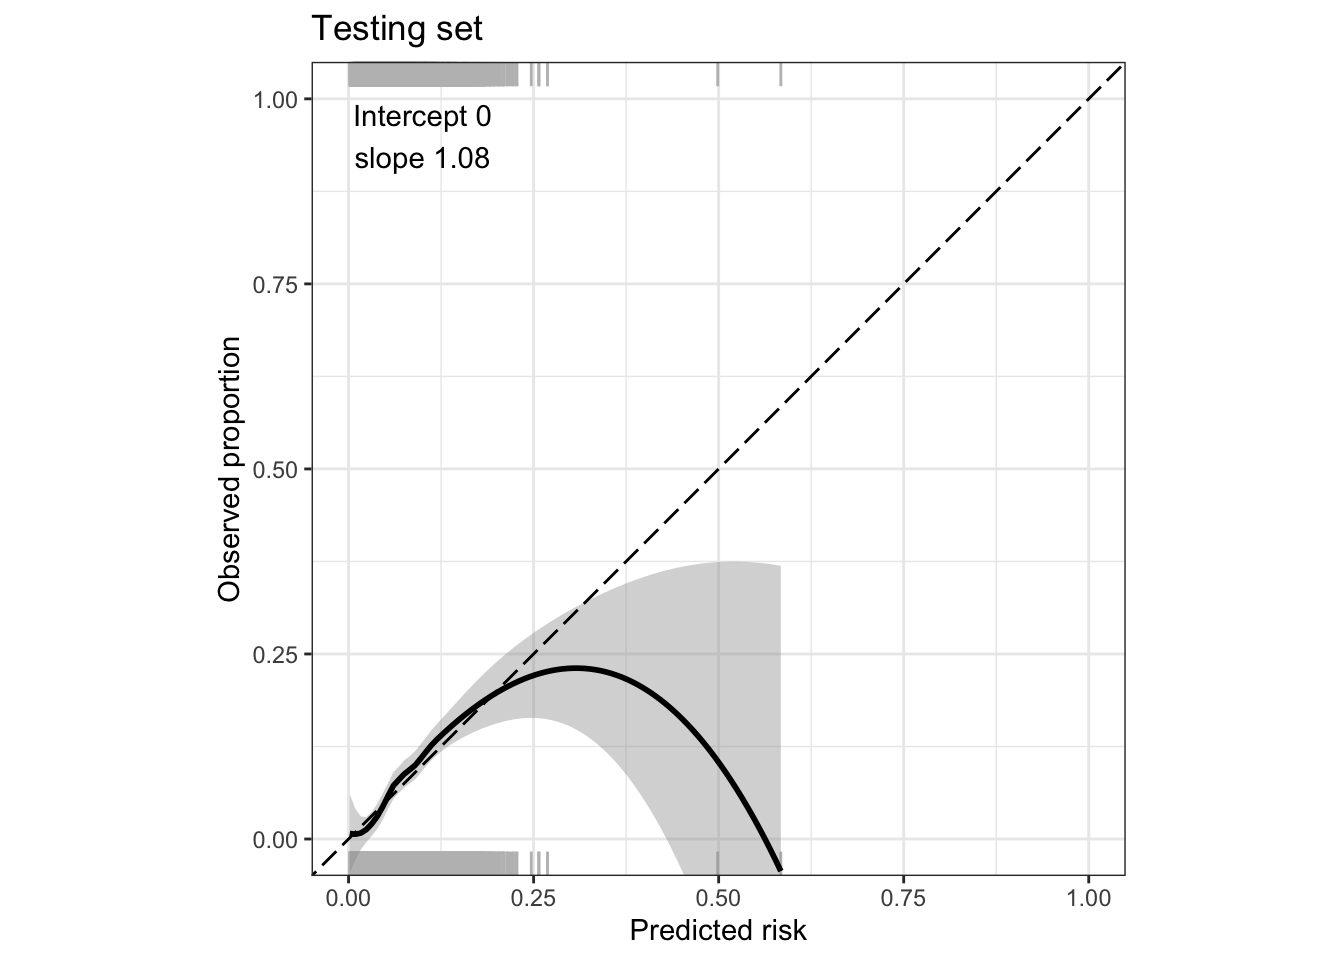 Testing set
Intercept 0
slope 1.08
1.00
0.75
0.50
0.25
0.00
Observed proportion
0.00 0.25 0.50 0.75 1.00
Predicted risk